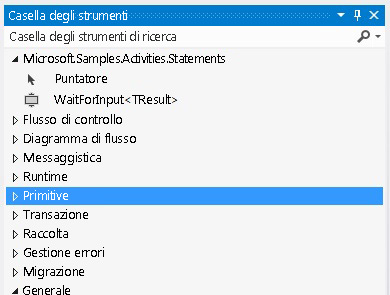 Casella degli strumenti
Casella degli strumenti di ricerca
Microsoft.Samples.Activities.Statements
Puntatore
WaitForInput<TResult>
Flusso di controllo
Diagramma di flusso
Messaggistica
Runtime
Primitive
Transazione
Raccolta
Gestione errori
Migrazione
Generale